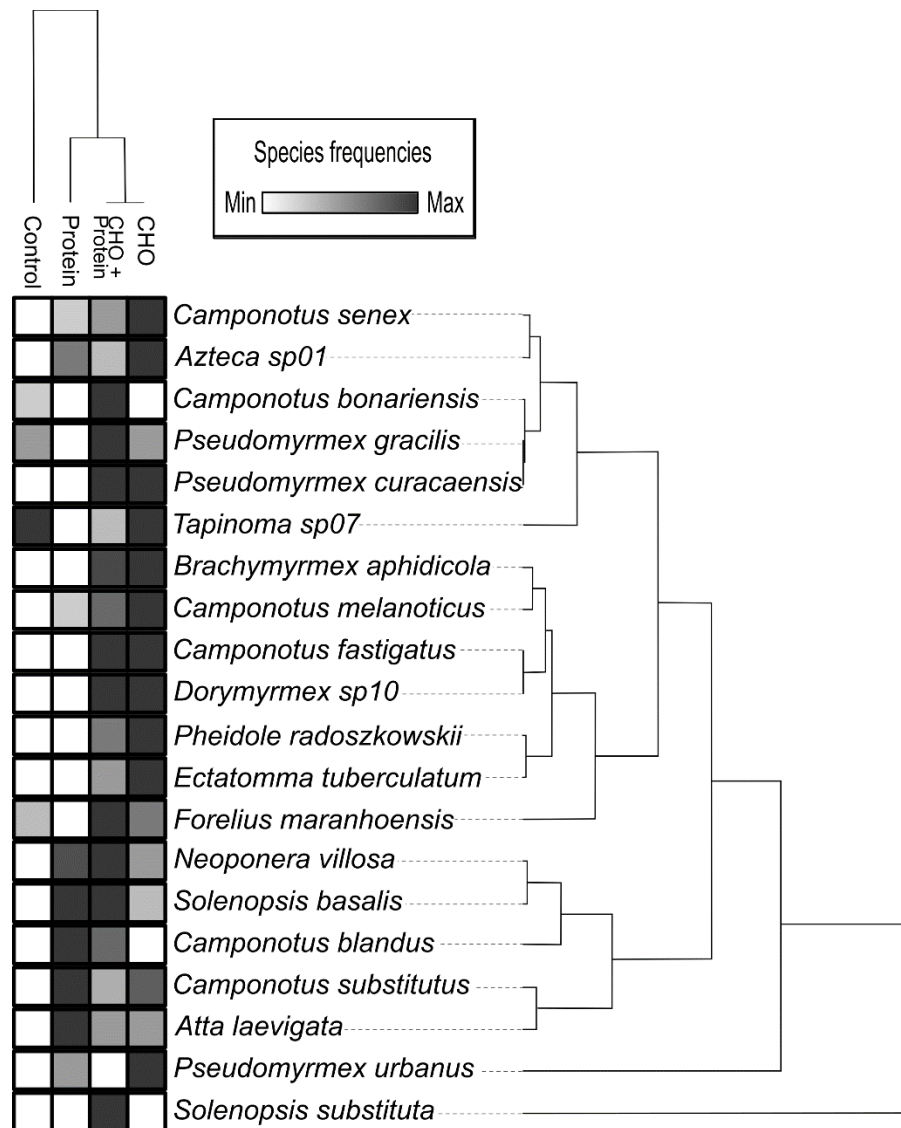 Species frequencies
Min Max
Control
Protein
CHO +
Protein
CHO
Camponotus senex
Azteca sp01
Camponotus bonariensis
Pseudomyrmex gracilis
Pseudomyrmex curacaensis
Tapinoma sp07
Brachymyrmex aphidicola
Camponotus melanoticus
Camponotus fastigatus
Dorymyrmex sp10
Pheidole radoszkowskii
Ectatomma tuberculatum
Forelius maranhoensis
Neoponera villosa
Solenopsis basalis
Camponotus blandus
Camponotus substitutus
Atta laevigata
Pseudomyrmex urbanus
Solenopsis substituta